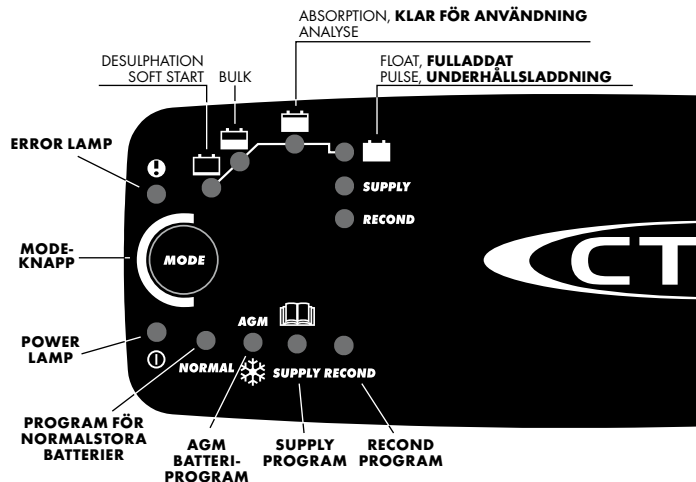 ABSORPTION, KLAR FÖR ANVÄNDNING
ANALYSE
DESULPHATION
SOFT START
BULK
FLOAT, FULLADDAT
PULSE, UNDERHÅLLSLADDNING
ERROR LAMP
SUPPLY
RECOND
MODE-
KNAPP
MODE
CT
POWER
LAMP
AGM
NORMAL
SUPPLY
RECOND
PROGRAM FÖR
NORMALSTORA
BATTERIER
AGM
BATTERI-
PROGRAM
SUPPLY
PROGRAM
RECOND
PROGRAM